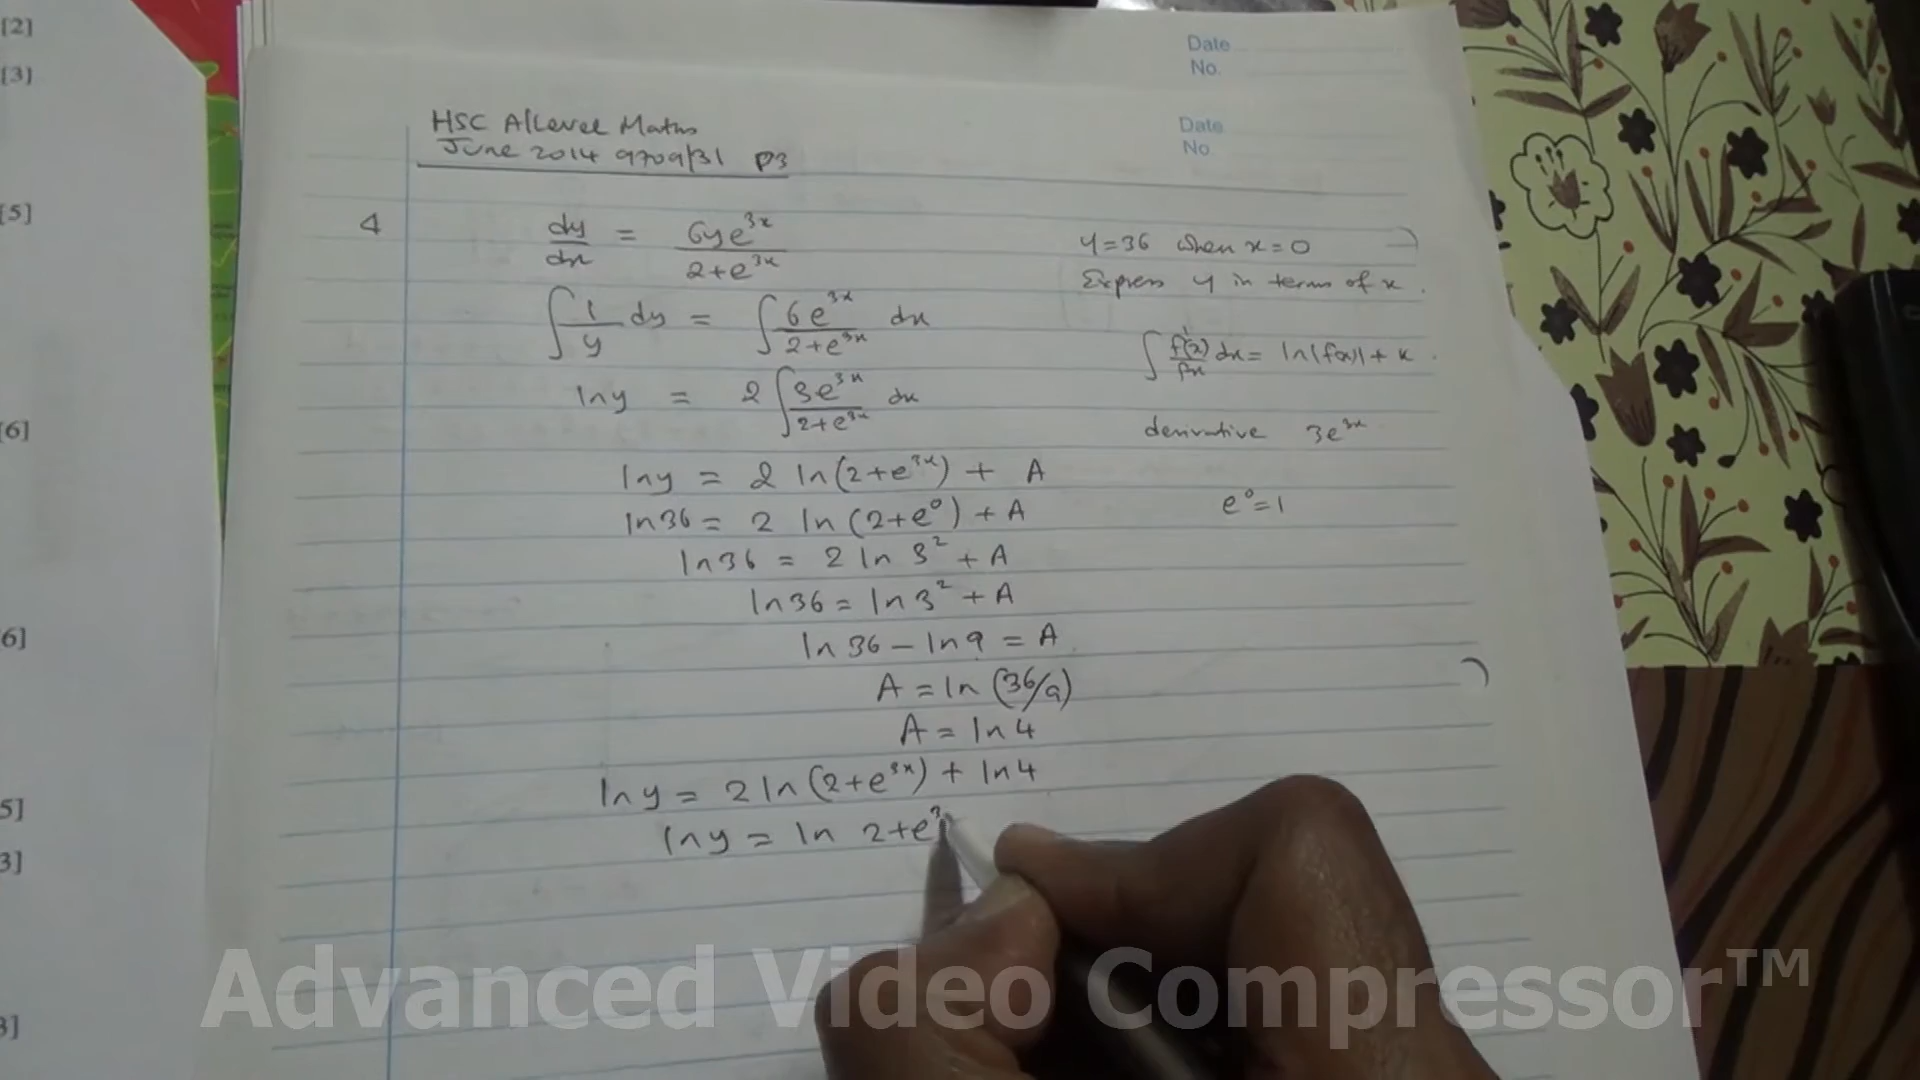 [2]
[3]
[5]
[6]
6]
5]
3]
3]
Date
No.
Date
No.
HSC A/Level Maths
June 2014 9709/31 P3
4
dy/dx = 6ye^3x / 2+e^3x
y=36 when x=0
Express y in terms of x.
∫ 1/y dy = ∫ 6e^3x / 2+e^3x dx
∫ f'(x)/fx dx = ln|f(x)| + k.
ln y = 2 ∫ 3e^3x / 2+e^3x dx
derivative 3e^3x
ln y = 2 ln(2+e^3x) + A
ln 36 = 2 ln (2+e^0) + A
e^0=1
ln 36 = 2 ln 3^2 + A
ln 36 = ln 3^2 + A
ln 36 – ln 9 = A
A = ln (36/9)
A = ln 4
ln y = 2 ln (2+e^3x) + ln 4
ln y = ln 2+e^3
Advanced Video Compressor™